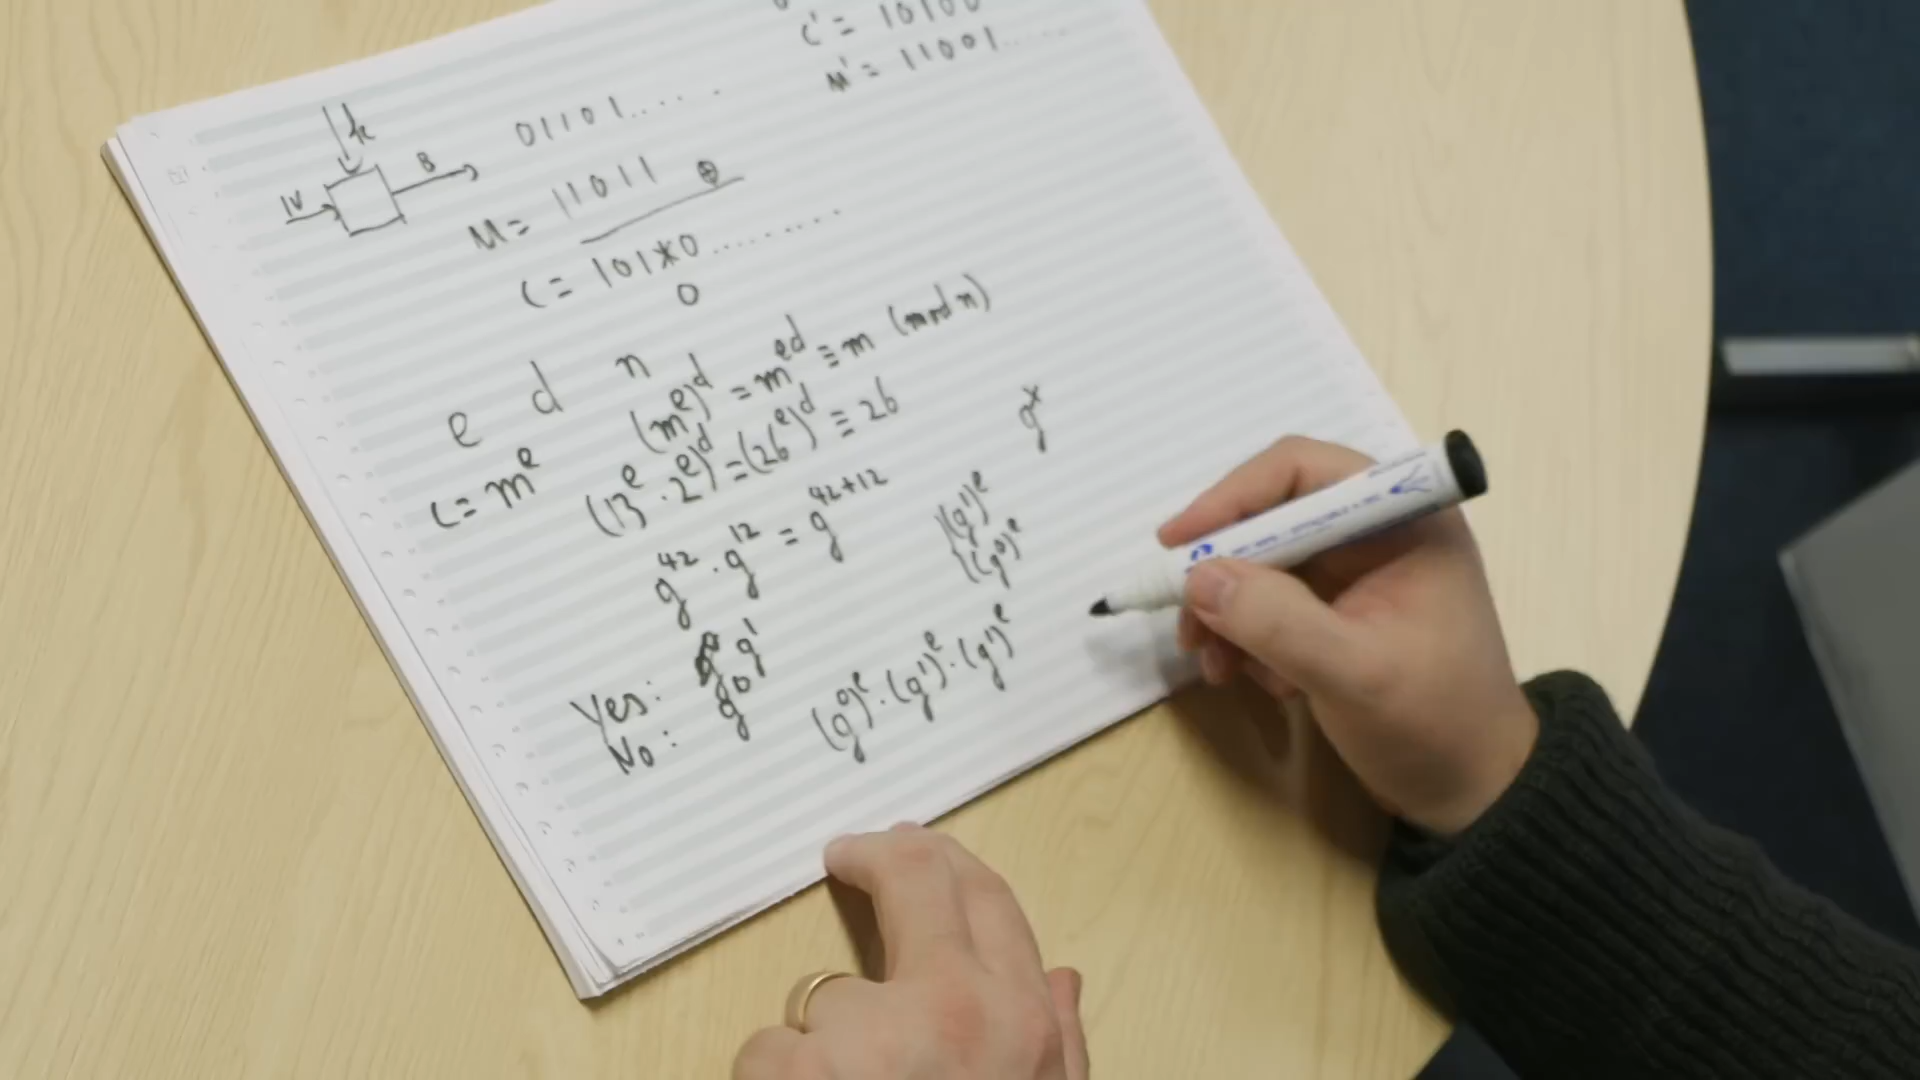 C' = 10100
M' = 11001.....
k
IV
B
01101.....
M = 11011 ⊕
C = 101*0.........
0
e d n
C = m^e
(m^e)^d = m^ed ≡ m (mod n)
(13^e · 2^e)^d = (26^e)^d ≡ 26
g^42 · g^12 = g^42+12
g^x
(g^1)^e
(g^0)^e
Yes: g^1
No: g^0
(g^0)^e · (g^1)^e · (g^1)^e